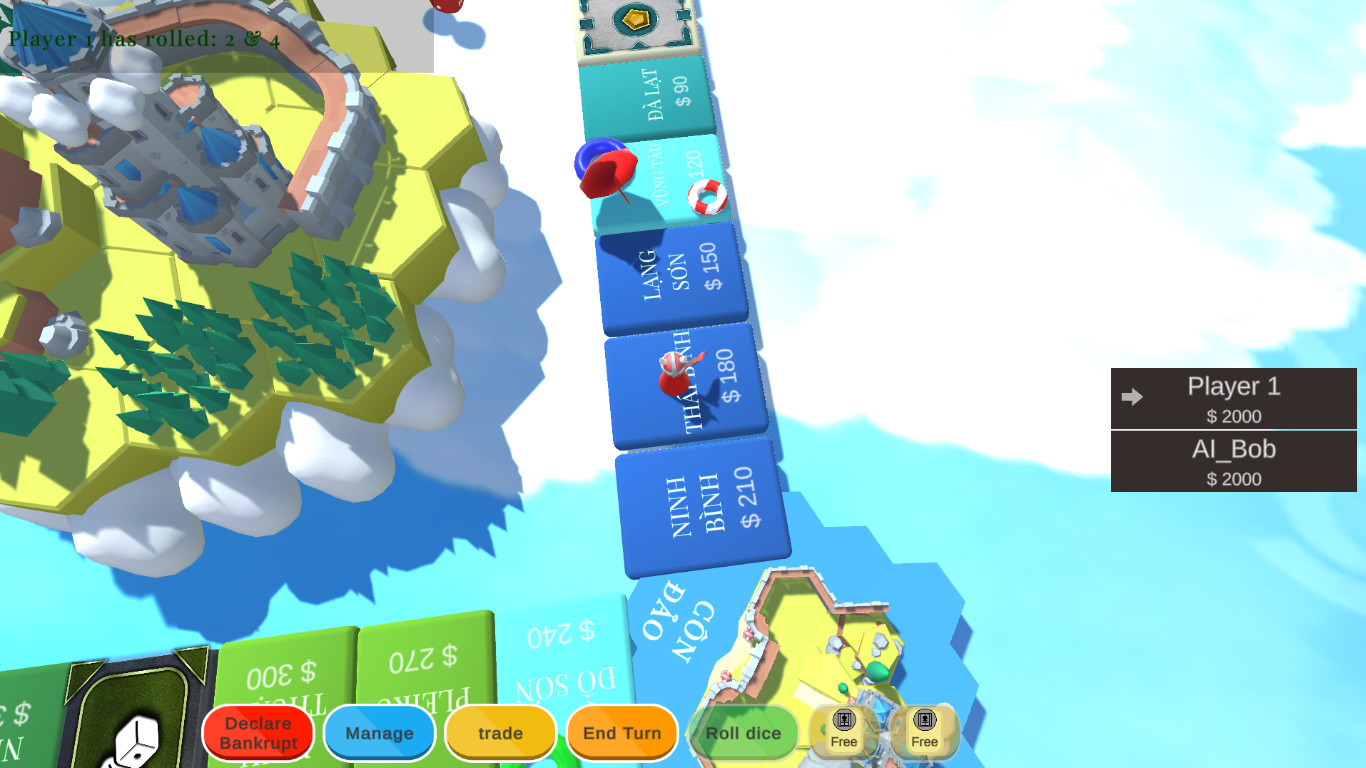 Player 1 has rolled: 2 & 4
ĐÀ LẠT
$ 90
VŨNG TÀU
120
LẠNG
SƠN
$ 150
$ 180
NINH
BÌNH
$ 210
CÔN
ĐẢO
$ 240
ĐỒ SƠN
$ 270
$ 300
Player 1
$ 2000
AI_Bob
$ 2000
Declare
Bankrupt
Manage
trade
End Turn
Roll dice
Free
Free